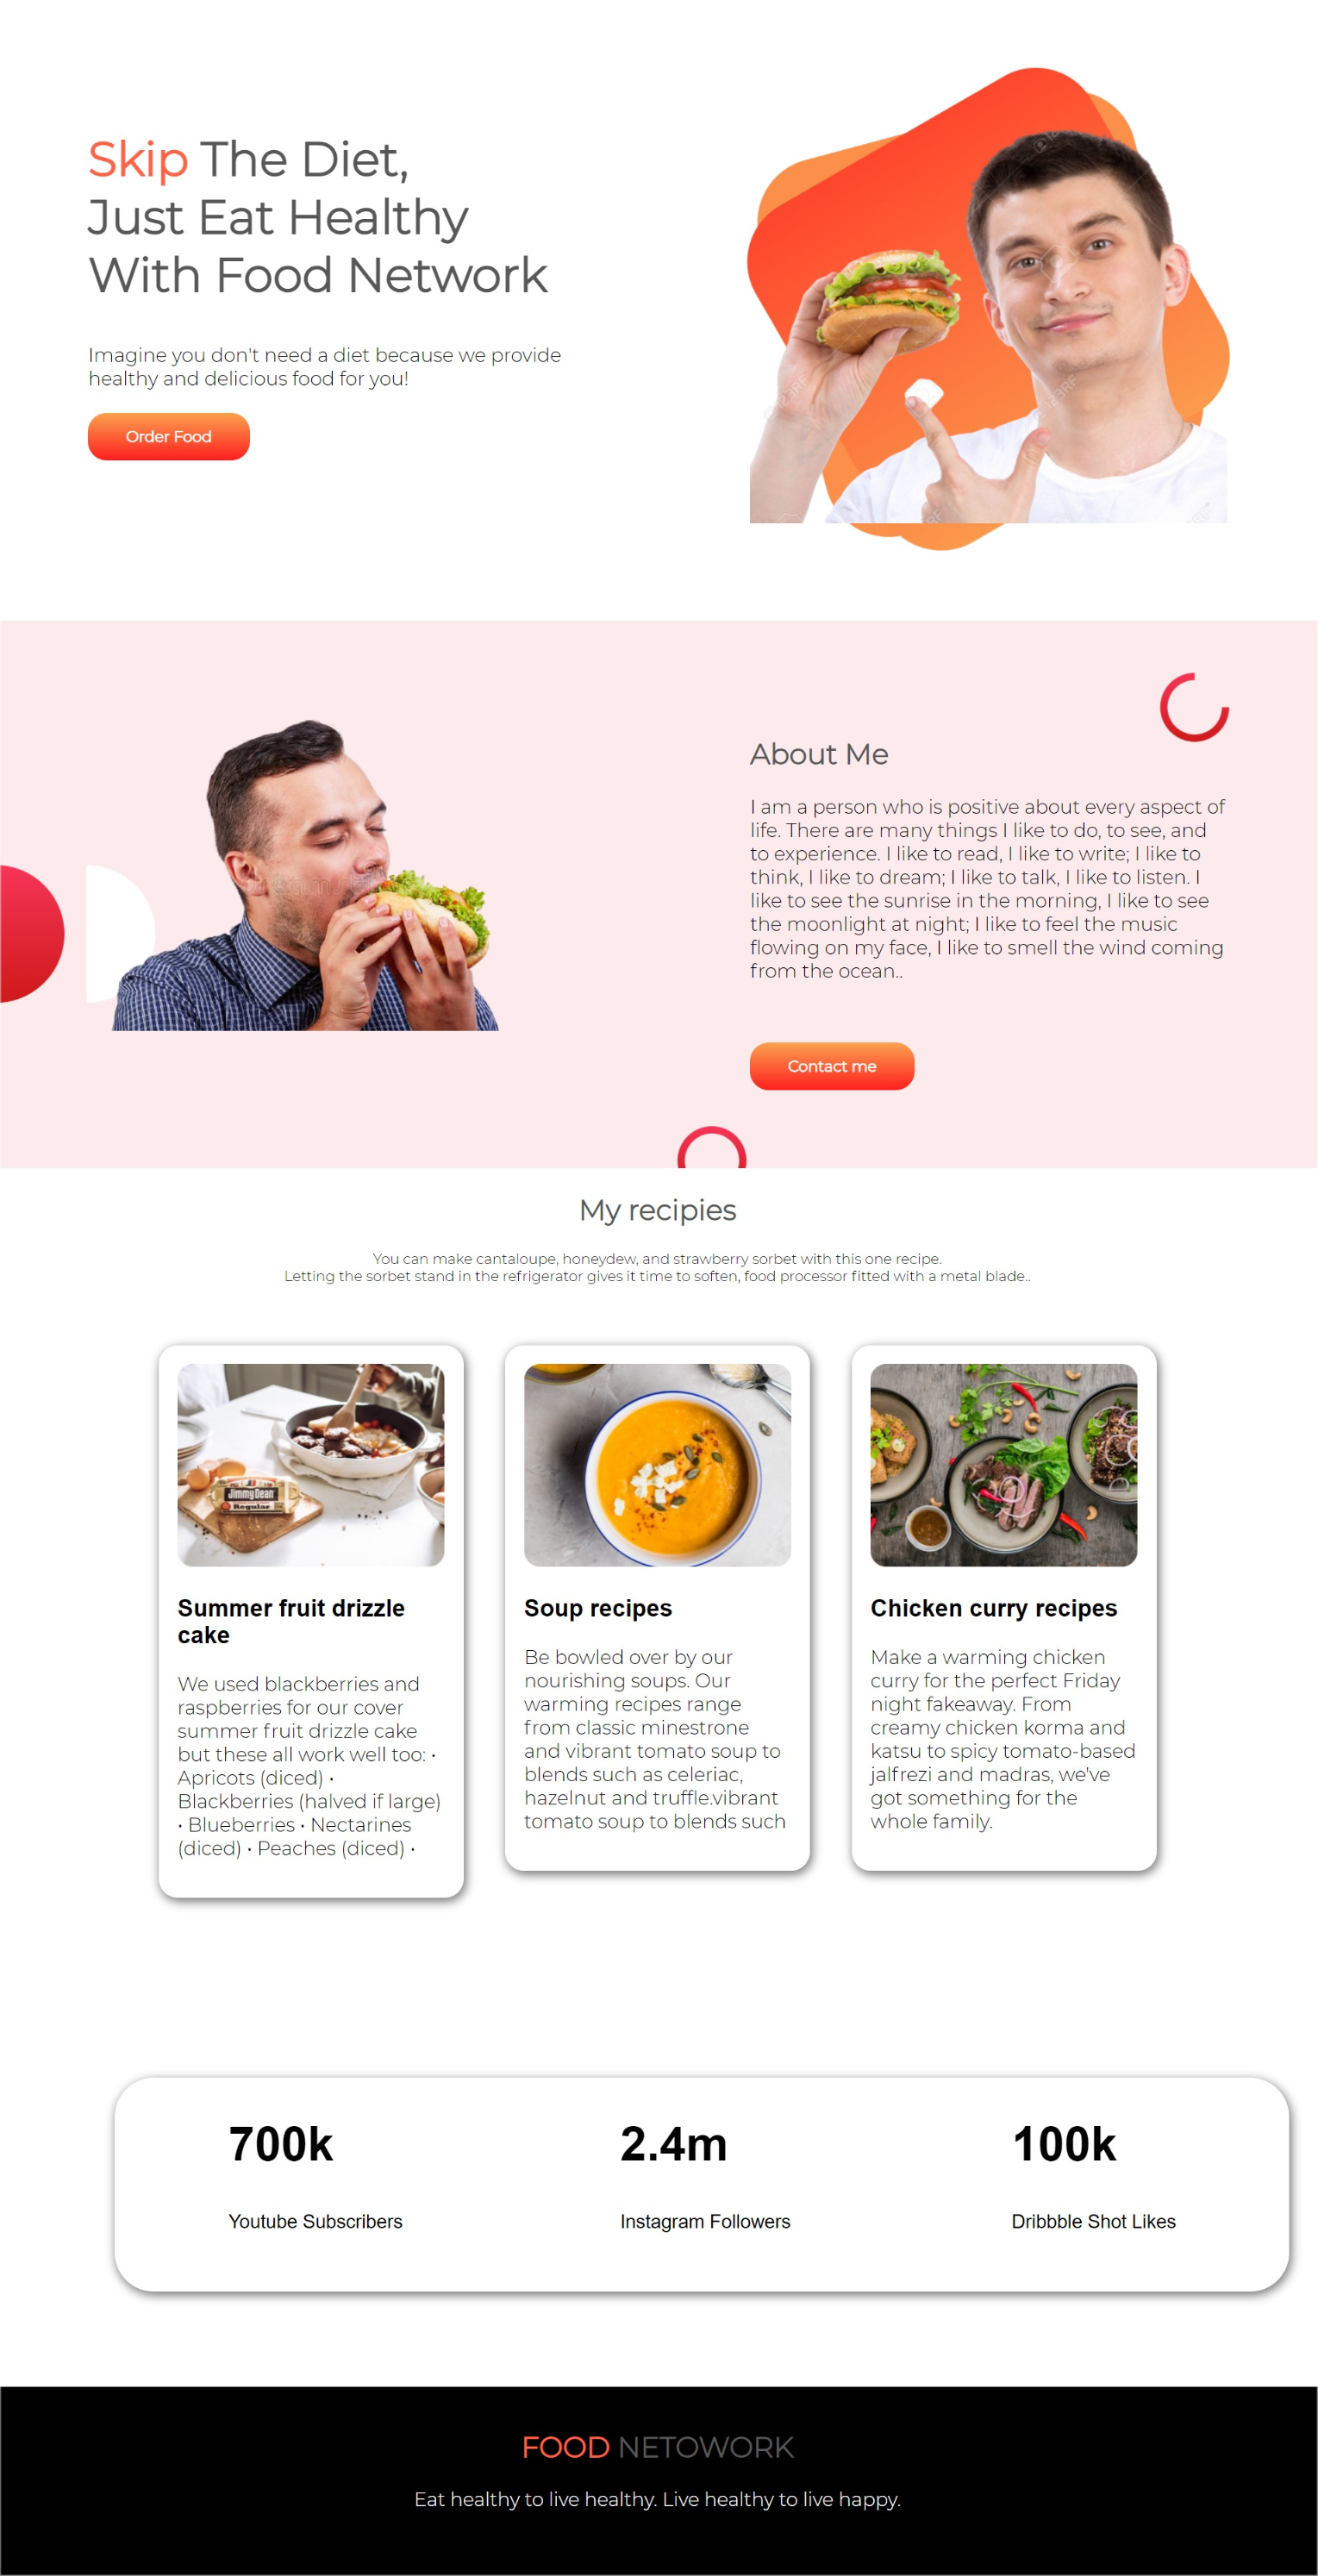 Skip The Diet,
Just Eat Healthy
With Food Network
Imagine you don't need a diet because we provide
healthy and delicious food for you!
Order Food
123RF
123RF
About Me
I am a person who is positive about every aspect of
life. There are many things I like to do, to see, and
to experience. I like to read, I like to write; I like to
think, I like to dream; I like to talk, I like to listen. I
like to see the sunrise in the morning, I like to see
the moonlight at night; I like to feel the music
flowing on my face, I like to smell the wind coming
from the ocean..
Contact me
My recipies
You can make cantaloupe, honeydew, and strawberry sorbet with this one recipe.
Letting the sorbet stand in the refrigerator gives it time to soften, food processor fitted with a metal blade..
Jimmy Dean
Regular
Summer fruit drizzle
cake
We used blackberries and
raspberries for our cover
summer fruit drizzle cake
but these all work well too: •
Apricots (diced) •
Blackberries (halved if large)
• Blueberries • Nectarines
(diced) • Peaches (diced) •
Soup recipes
Be bowled over by our
nourishing soups. Our
warming recipes range
from classic minestrone
and vibrant tomato soup to
blends such as celeriac,
hazelnut and truffle.vibrant
tomato soup to blends such
Chicken curry recipes
Make a warming chicken
curry for the perfect Friday
night fakeaway. From
creamy chicken korma and
katsu to spicy tomato-based
jalfrezi and madras, we've
got something for the
whole family.
700k
Youtube Subscribers
2.4m
Instagram Followers
100k
Dribbble Shot Likes
FOOD NETOWORK
Eat healthy to live healthy. Live healthy to live happy.